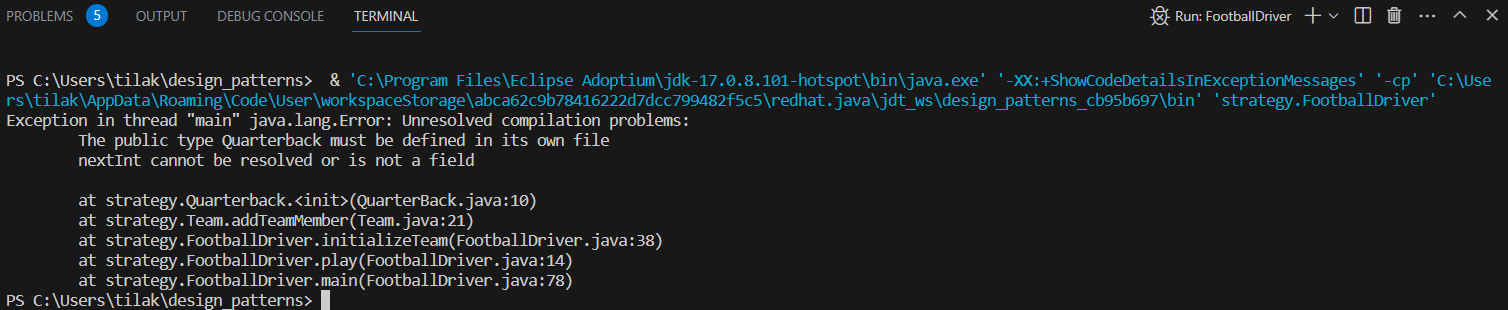 PROBLEMS 5 OUTPUT DEBUG CONSOLE TERMINAL Run: FootballDriver
PS C:\Users\tilak\design_patterns>  & 'C:\Program Files\Eclipse Adoptium\jdk-17.0.8.101-hotspot\bin\java.exe' '-XX:+ShowCodeDetailsInExceptionMessages' '-cp' 'C:\Use
rs\tilak\AppData\Roaming\Code\User\workspaceStorage\abca62c9b78416222d7dcc799482f5c5\redhat.java\jdt_ws\design_patterns_cb95b697\bin' 'strategy.FootballDriver'
Exception in thread "main" java.lang.Error: Unresolved compilation problems:
        The public type Quarterback must be defined in its own file
        nextInt cannot be resolved or is not a field
        at strategy.Quarterback.<init>(QuarterBack.java:10)
        at strategy.Team.addTeamMember(Team.java:21)
        at strategy.FootballDriver.initializeTeam(FootballDriver.java:38)
        at strategy.FootballDriver.play(FootballDriver.java:14)
        at strategy.FootballDriver.main(FootballDriver.java:78)
PS C:\Users\tilak\design_patterns>